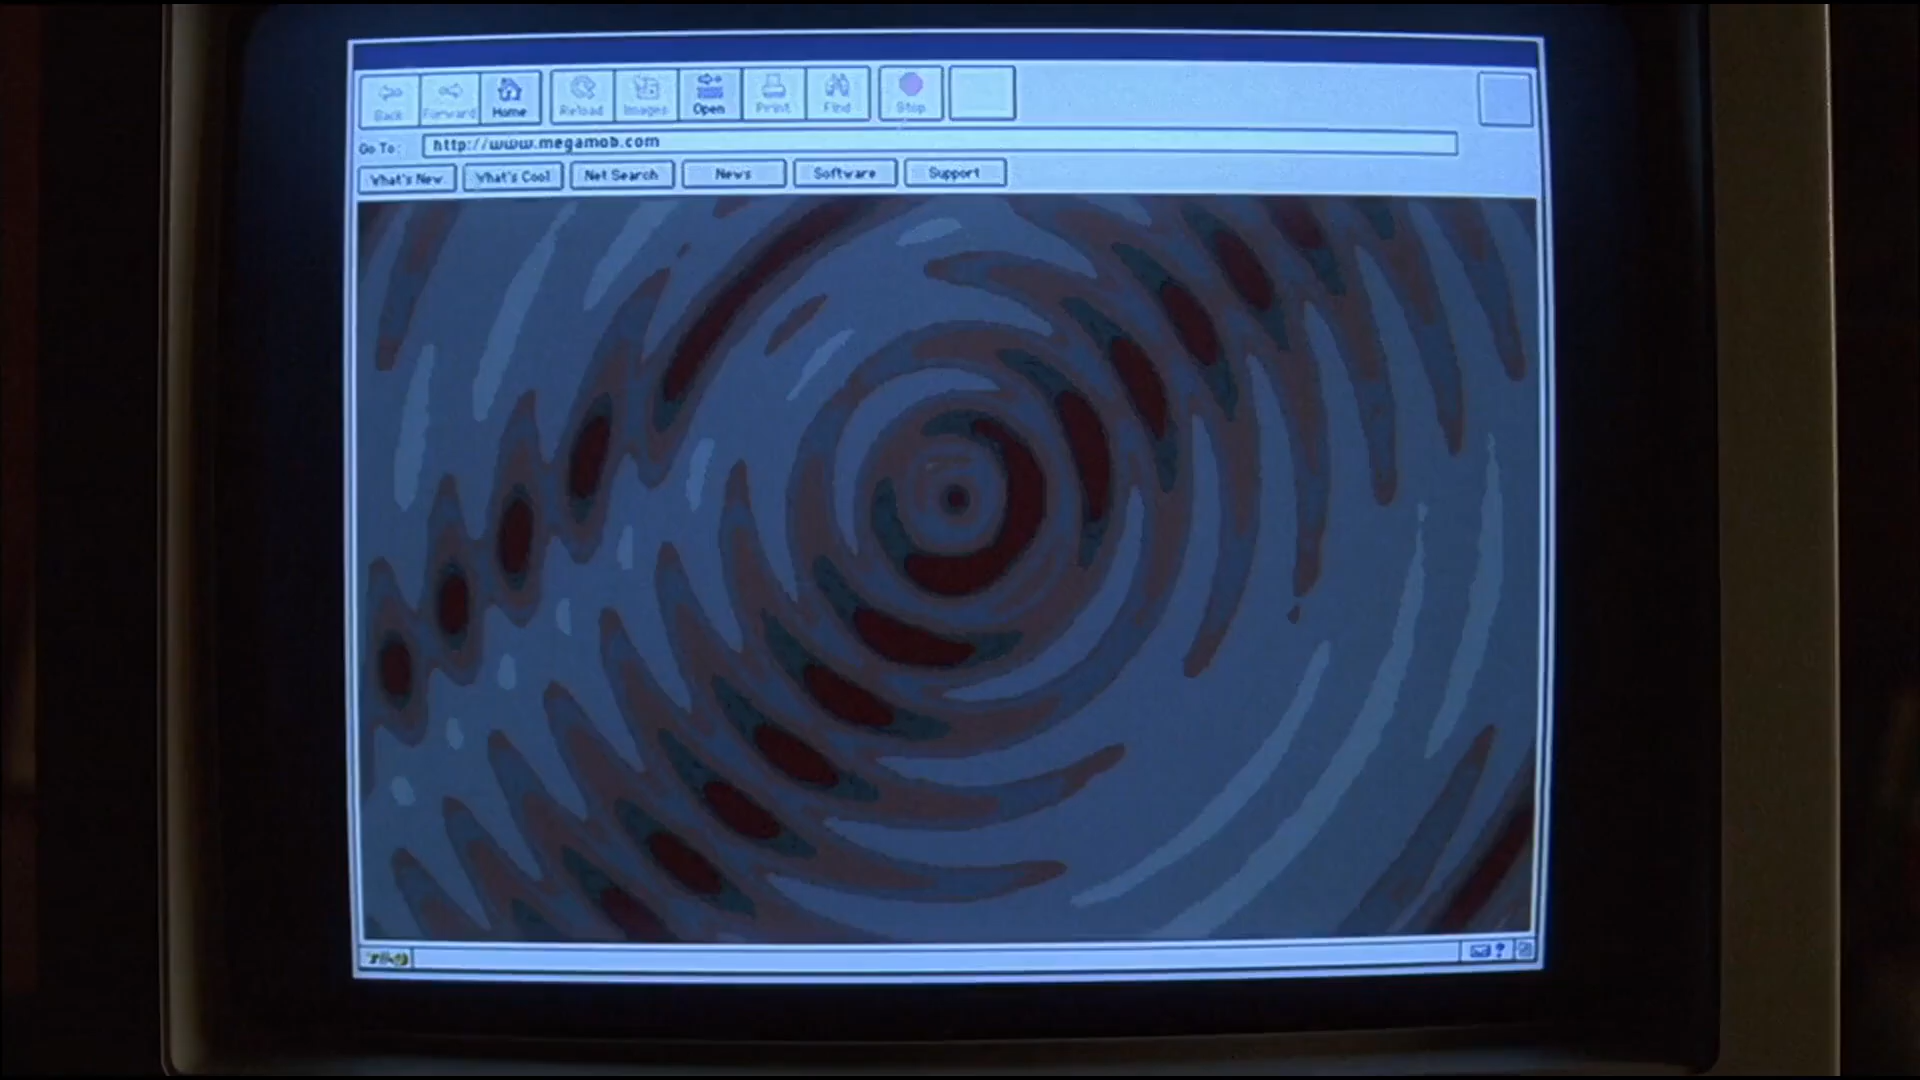 Back Forward Home Reload Images Open Print Find Stop
Go To: http://www.megamob.com
What's New What's Cool Net Search News Software Support
?